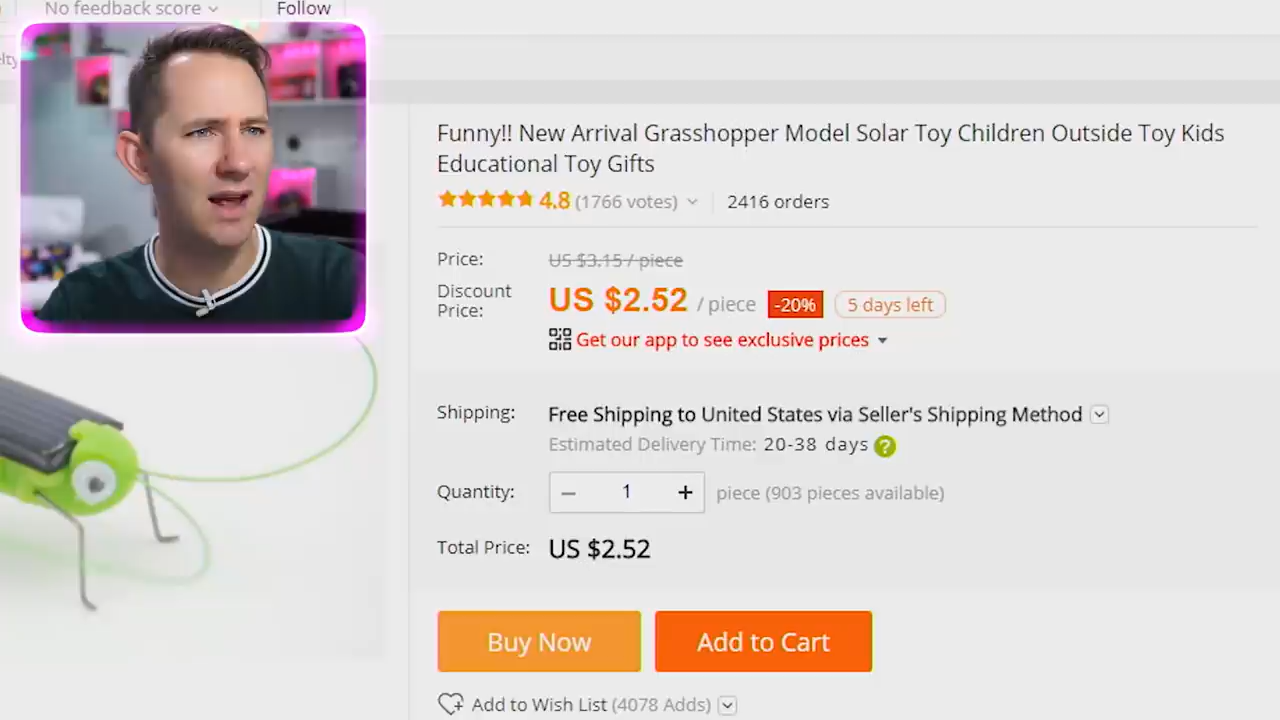 No feedback score
Follow
Funny!! New Arrival Grasshopper Model Solar Toy Children Outside Toy Kids
Educational Toy Gifts
4.8 (1766 votes)
2416 orders
Price: US $3.15 / piece
Discount
Price:
US $2.52 / piece -20% 5 days left
Get our app to see exclusive prices
Shipping: Free Shipping to United States via Seller's Shipping Method
Estimated Delivery Time: 20-38 days ?
Quantity: − 1 + piece (903 pieces available)
Total Price: US $2.52
Buy Now
Add to Cart
Add to Wish List (4078 Adds)